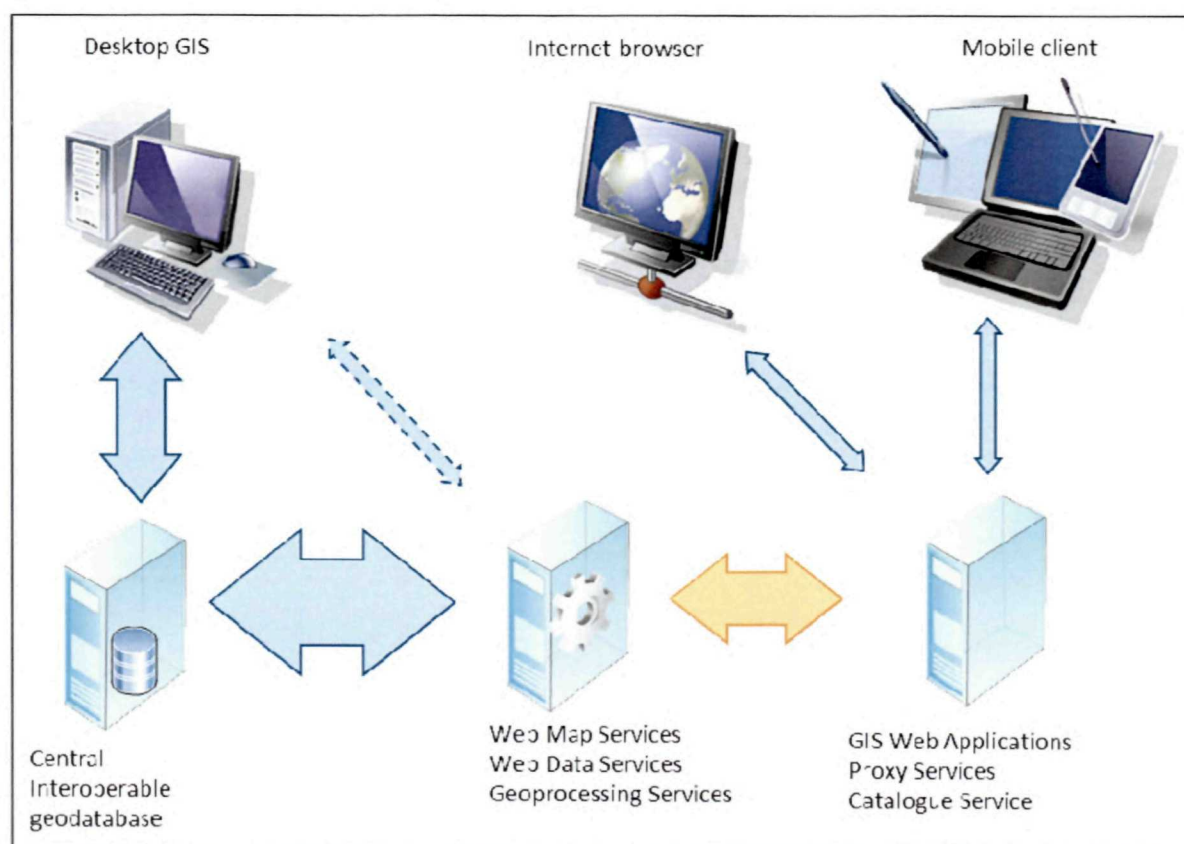 Desktop GIS
Internet browser
Mobile client
Central
Interoperable
geodatabase
Web Map Services
Web Data Services
Geoprocessing Services
GIS Web Applications
Proxy Services
Catalogue Service